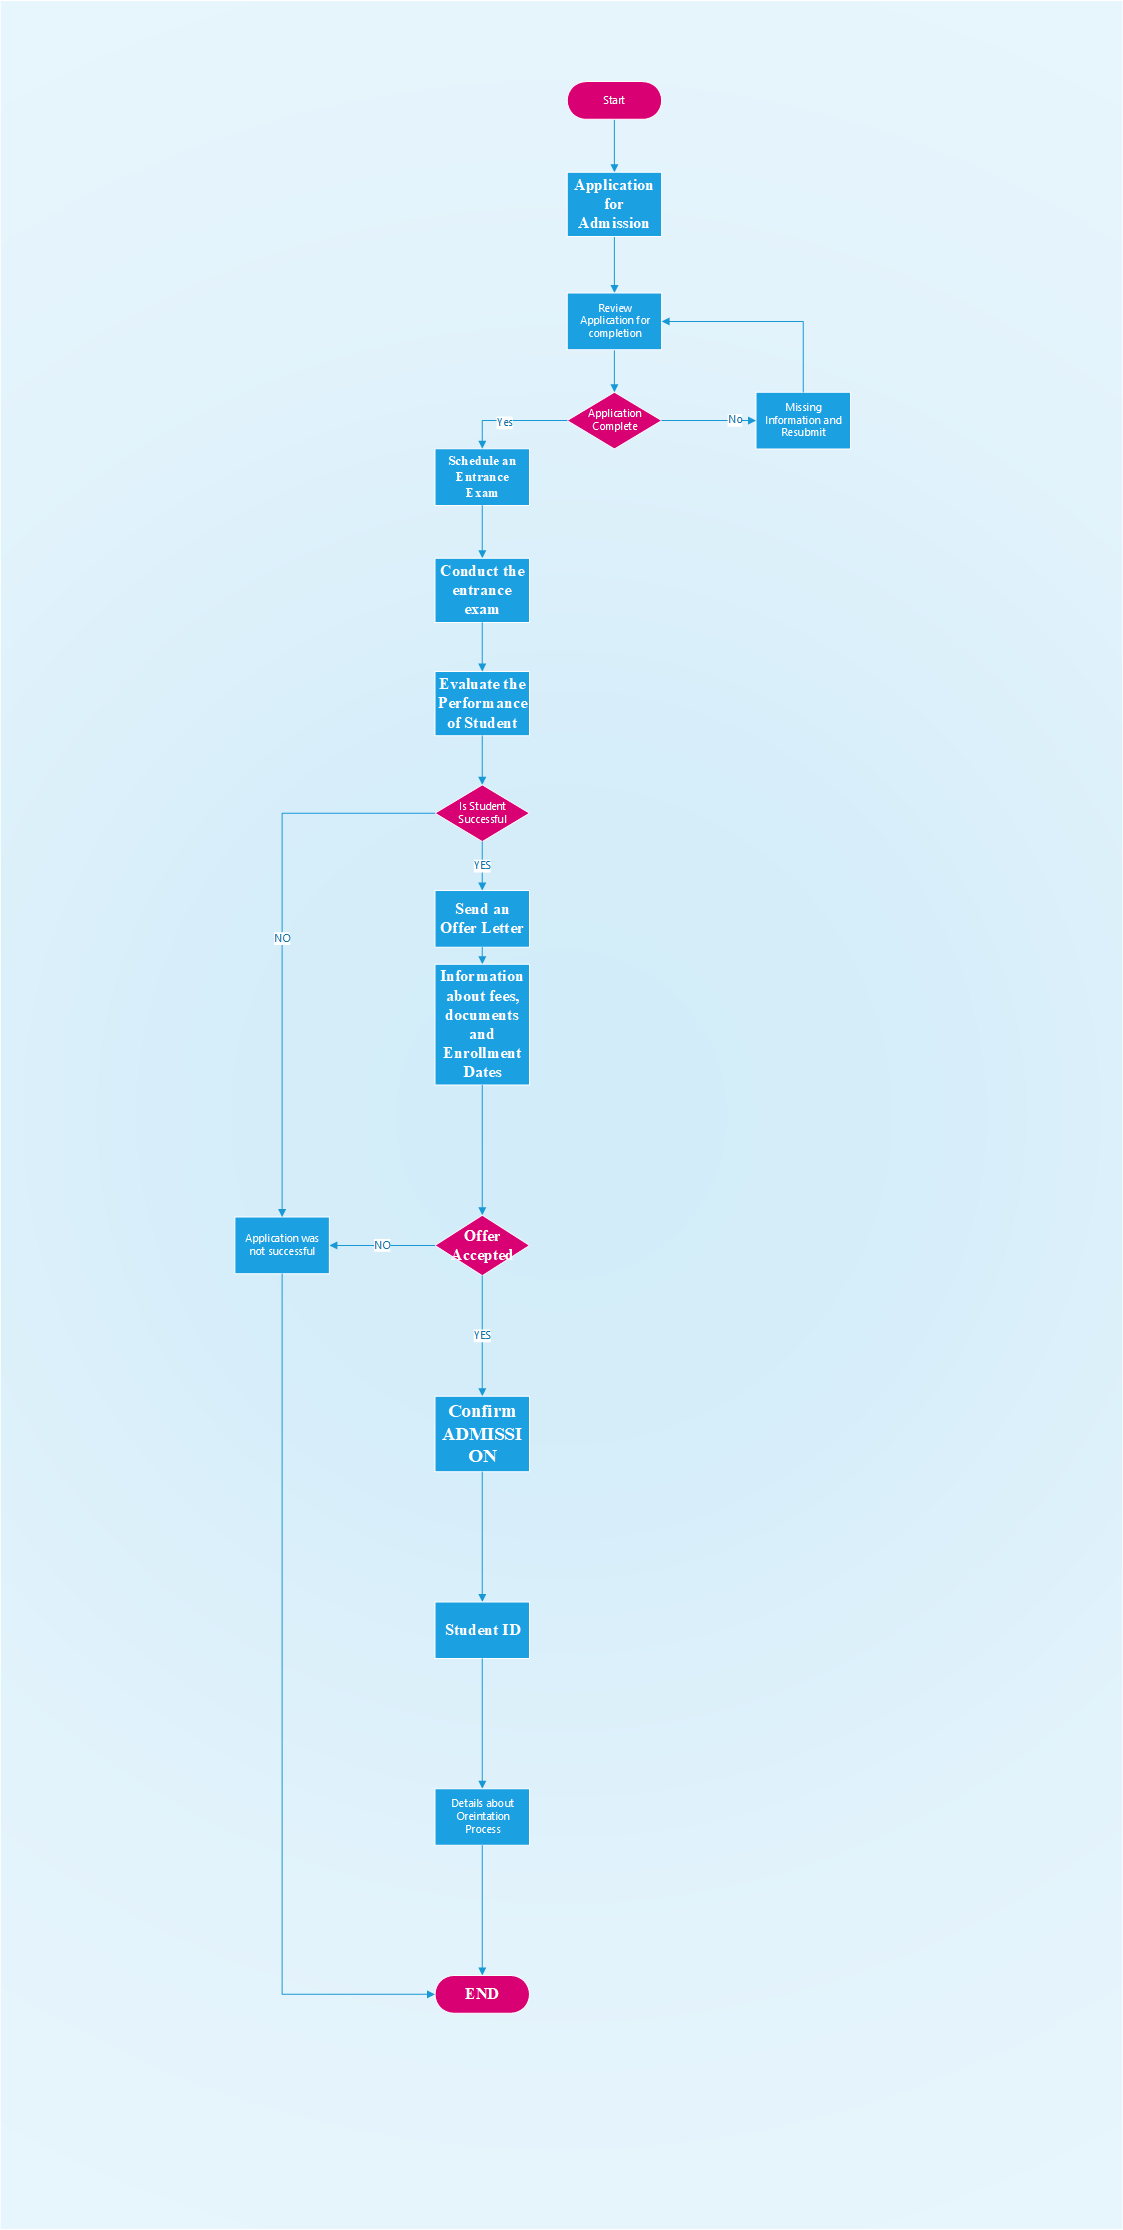 Start
Application
for
Admission
Review
Application for
completion
Application
Complete
Yes
No
Missing
Information and
Resubmit
Schedule an
Entrance
Exam
Conduct the
entrance
exam
Evaluate the
Performance
of Student
Is Student
Successful
YES
NO
Send an
Offer Letter
Information
about fees,
documents
and
Enrollment
Dates
Offer
Accepted
NO
Application was
not successful
YES
Confirm
ADMISSI
ON
Student ID
Details about
Oreintation
Process
END